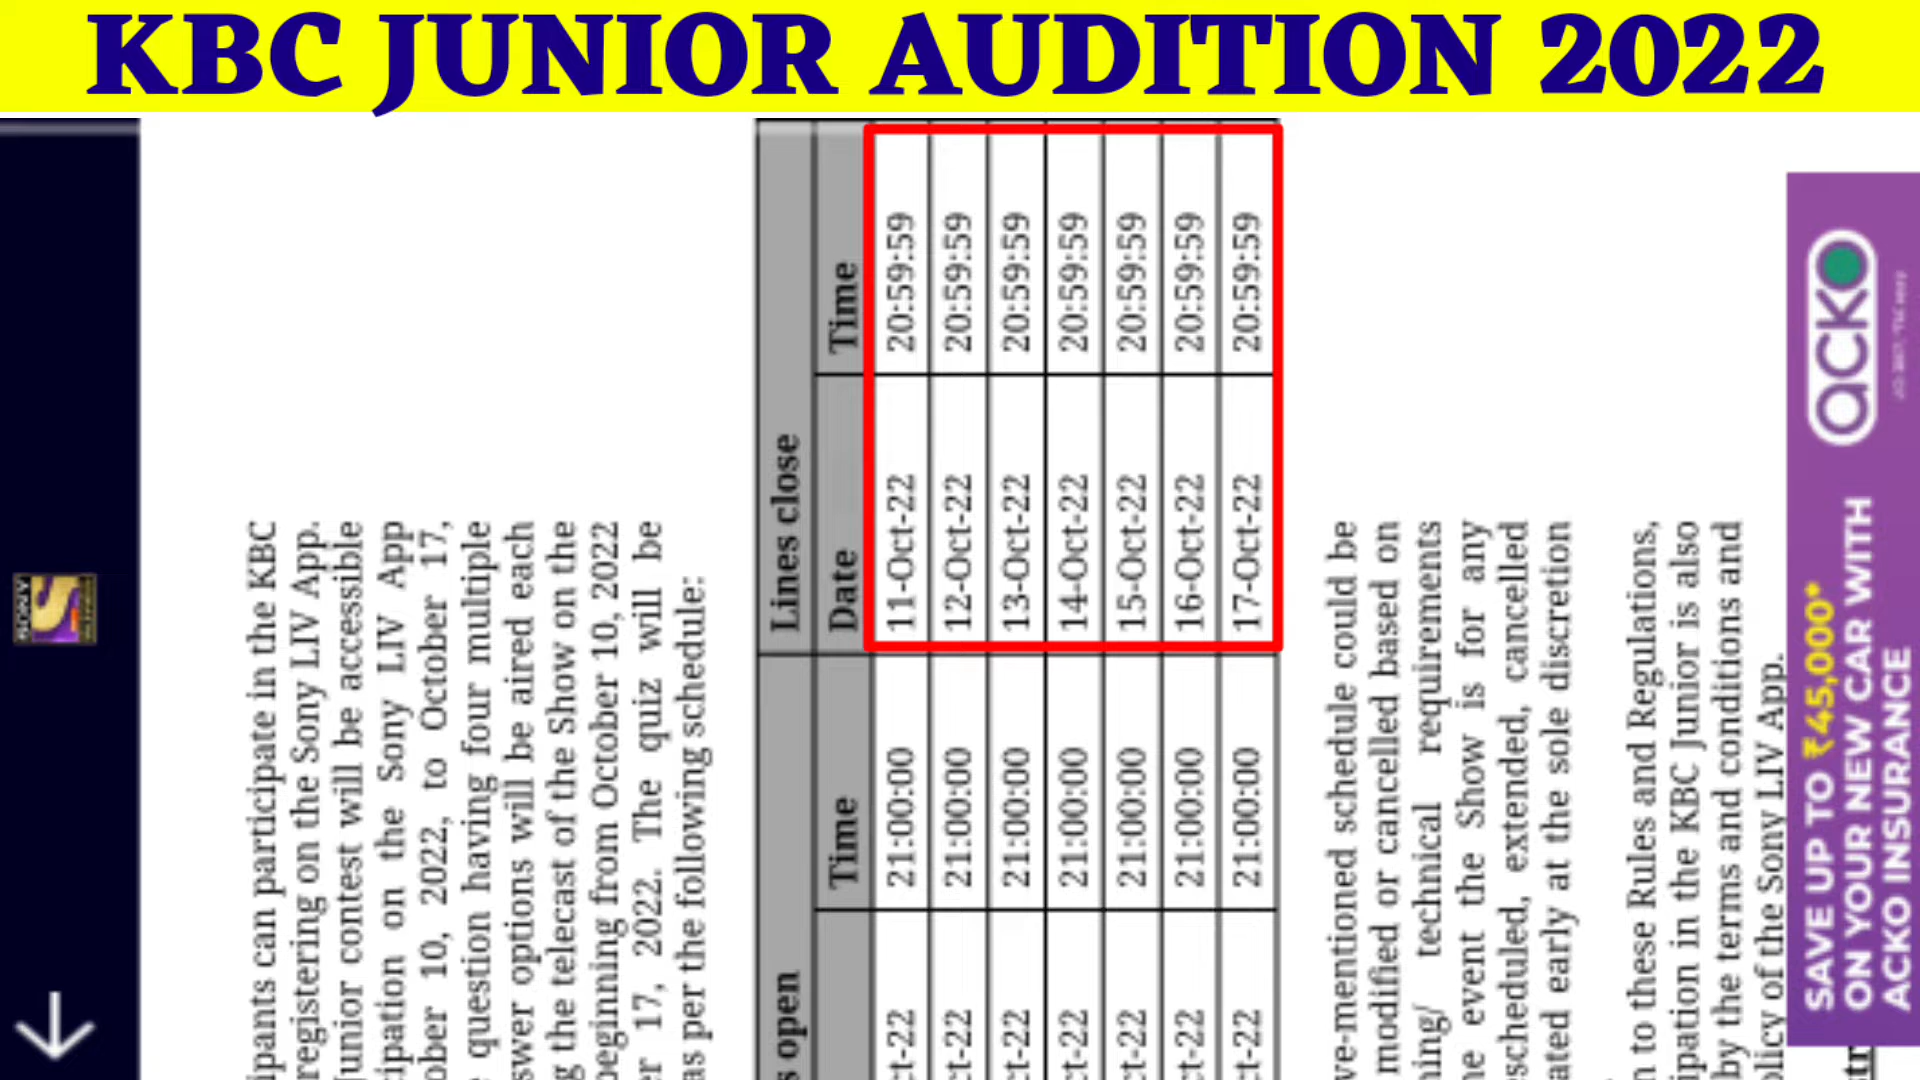 KBC JUNIOR AUDITION 2022
SONY
can participate in the KBC
registering on the Sony LIV App.
Junior contest will be accessible
on the Sony LIV App
10, 2022, to October 17,
question having four multiple
options will be aired each
the telecast of the Show on the
beginning from October 10, 2022
17, 2022. The quiz will be
as per the following schedule:
open Lines close
Time Date Time
21:00:00 11-Oct-22 20:59:59
21:00:00 12-Oct-22 20:59:59
21:00:00 13-Oct-22 20:59:59
21:00:00 14-Oct-22 20:59:59
21:00:00 15-Oct-22 20:59:59
21:00:00 16-Oct-22 20:59:59
21:00:00 17-Oct-22 20:59:59
ve-mentioned schedule could be
modified or cancelled based on
technical requirements
event the Show is for any
extended, cancelled
early at the sole discretion
to these Rules and Regulations,
in the KBC Junior is also
by the terms and conditions and
of the Sony LIV App.
SAVE UP TO ₹45,000*
ON YOUR NEW CAR WITH
ACKO INSURANCE
acko